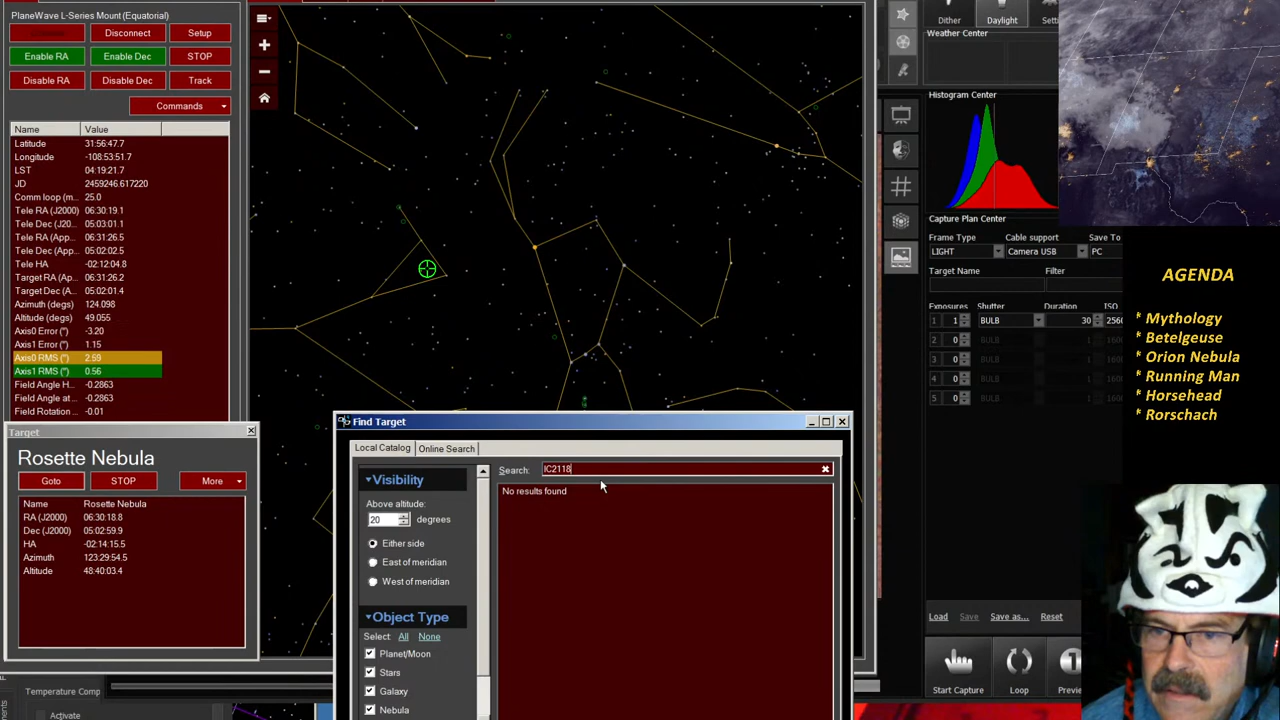 PlaneWave L-Series Mount (Equatorial)
Disconnect
Setup
Enable RA
Enable Dec
STOP
Disable RA
Disable Dec
Track
Commands
Name Value
Latitude 31:56:47.7
Longitude -108:53:51.7
LST 04:19:21.7
JD 2459246.617220
Comm loop (m... 25.0
Tele RA (J2000) 06:30:19.1
Tele Dec (J20... 05:03:01.1
Tele RA (App... 06:31:26.5
Tele Dec (App... 05:02:02.5
Tele HA -02:12:04.8
Target RA (Ap... 06:31:26.2
Target Dec (A... 05:02:01.4
Azimuth (degs) 124.098
Altitude (degs) 49.055
Axis0 Error (") -3.20
Axis1 Error (") 1.15
Axis0 RMS (") 2.59
Axis1 RMS (") 0.56
Field Angle H... -0.2863
Field Angle at ... -0.2863
Field Rotation ... -0.01
Target
Rosette Nebula
Goto
STOP
More
Name Rosette Nebula
RA (J2000) 06:30:18.8
Dec (J2000) 05:02:59.9
HA -02:14:15.5
Azimuth 123:29:54.5
Altitude 48:40:03.4
Temperature Comp
Activate
Find Target
Local Catalog
Online Search
Visibility
Above altitude:
20 degrees
Either side
East of meridian
West of meridian
Object Type
Select: All None
Planet/Moon
Stars
Galaxy
Nebula
Search: IC2118
No results found
Dither
Daylight
Weather Center
Histogram Center
Capture Plan Center
Frame Type Cable support Save To
LIGHT Camera USB PC
Target Name Filter
Exposures Shutter Duration ISO
1 1 BULB 30
2 0
3 0
4 0
5 0
Load Save Save as... Reset
Start Capture
Loop
AGENDA
* Mythology
* Betelgeuse
* Orion Nebula
* Running Man
* Horsehead
* Rorschach